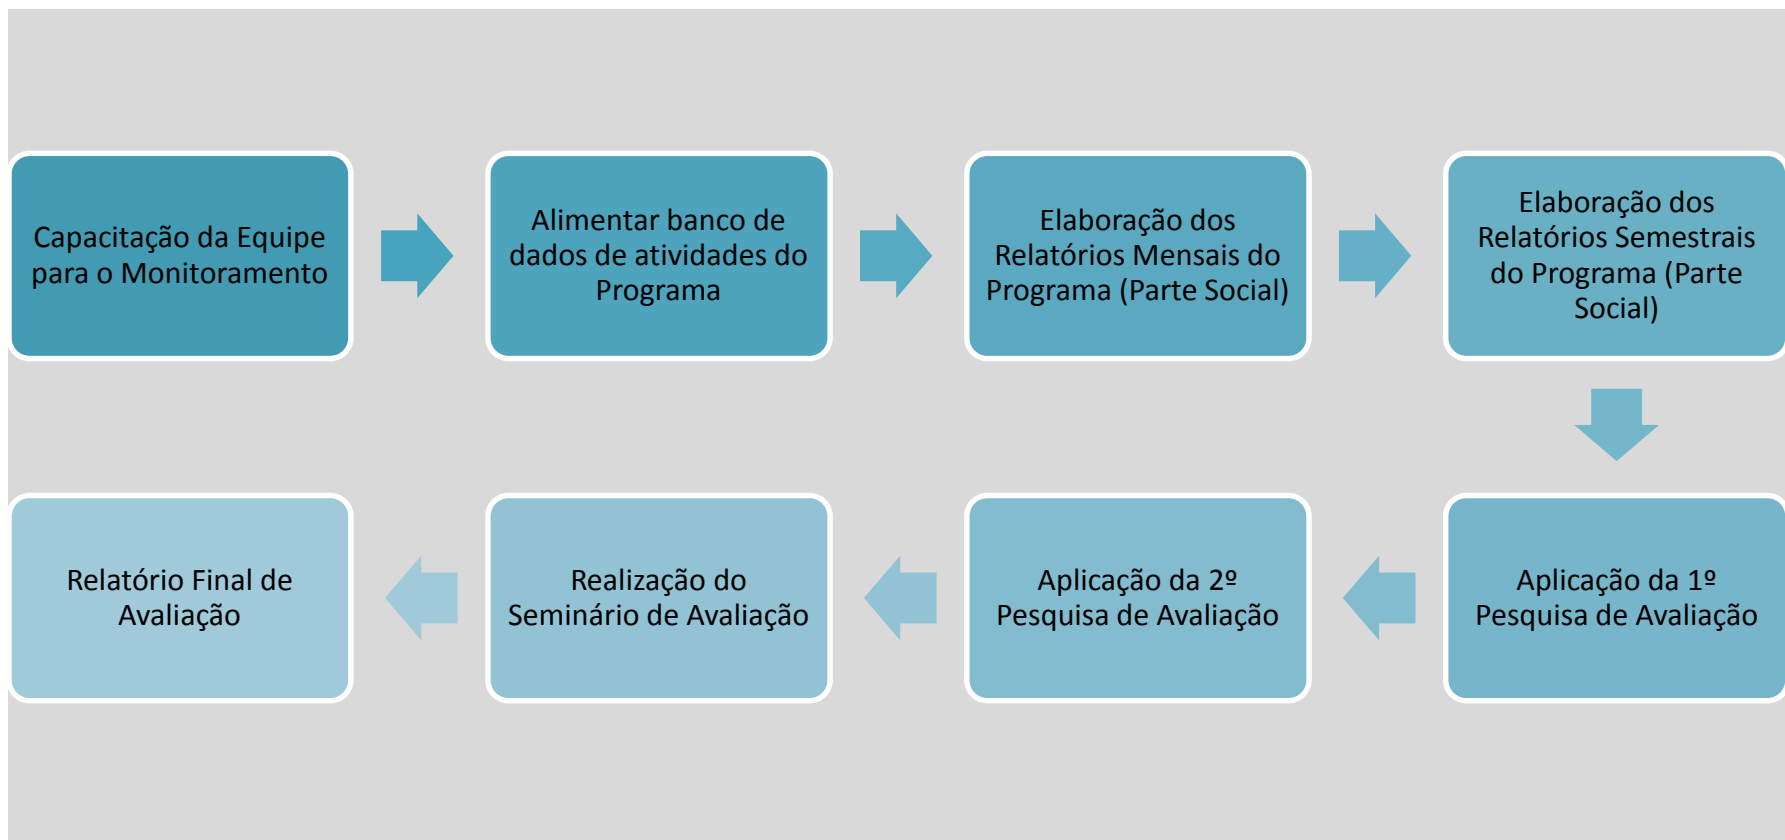 Capacitação da Equipe
para o Monitoramento
Alimentar banco de
dados de atividades do
Programa
Elaboração dos
Relatórios Mensais do
Programa (Parte Social)
Elaboração dos
Relatórios Semestrais
do Programa (Parte
Social)
Aplicação da 1º
Pesquisa de Avaliação
Aplicação da 2º
Pesquisa de Avaliação
Realização do
Seminário de Avaliação
Relatório Final de
Avaliação